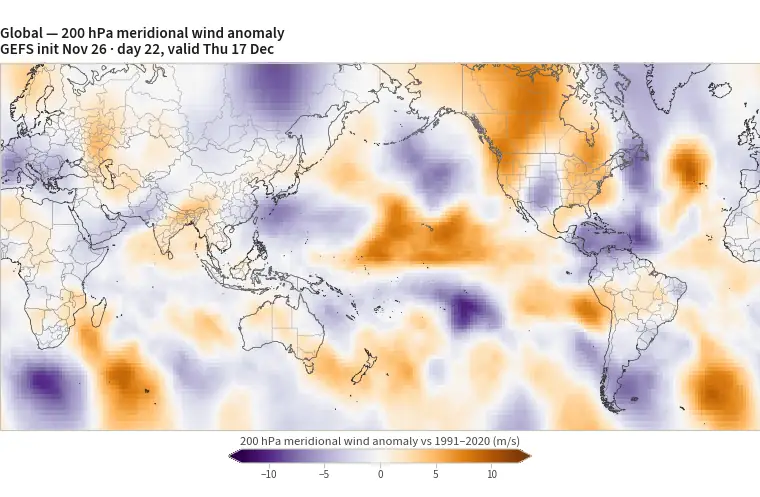 Global — 200 hPa meridional wind anomaly
GEFS init Nov 26 · day 22, valid Thu 17 Dec
200 hPa meridional wind anomaly vs 1991–2020 (m/s)
−10 −5 0 5 10